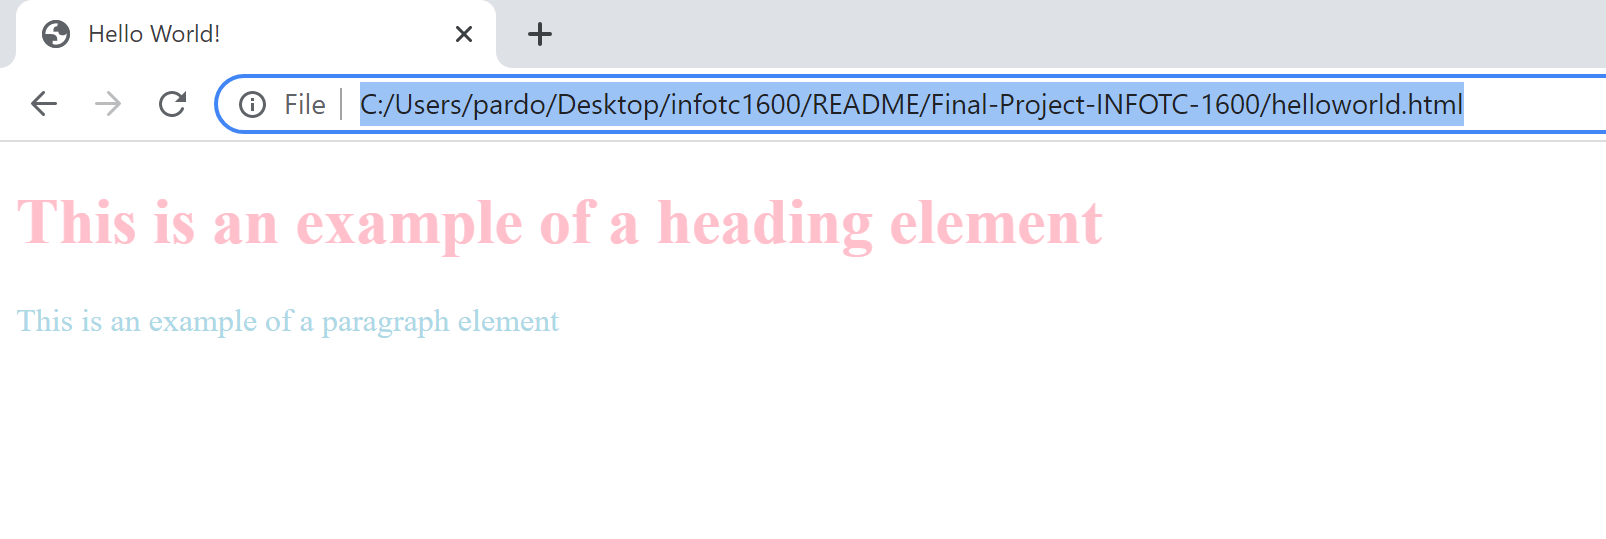 Hello World!
File C:/Users/pardo/Desktop/infotc1600/README/Final-Project-INFOTC-1600/helloworld.html
This is an example of a heading element
This is an example of a paragraph element